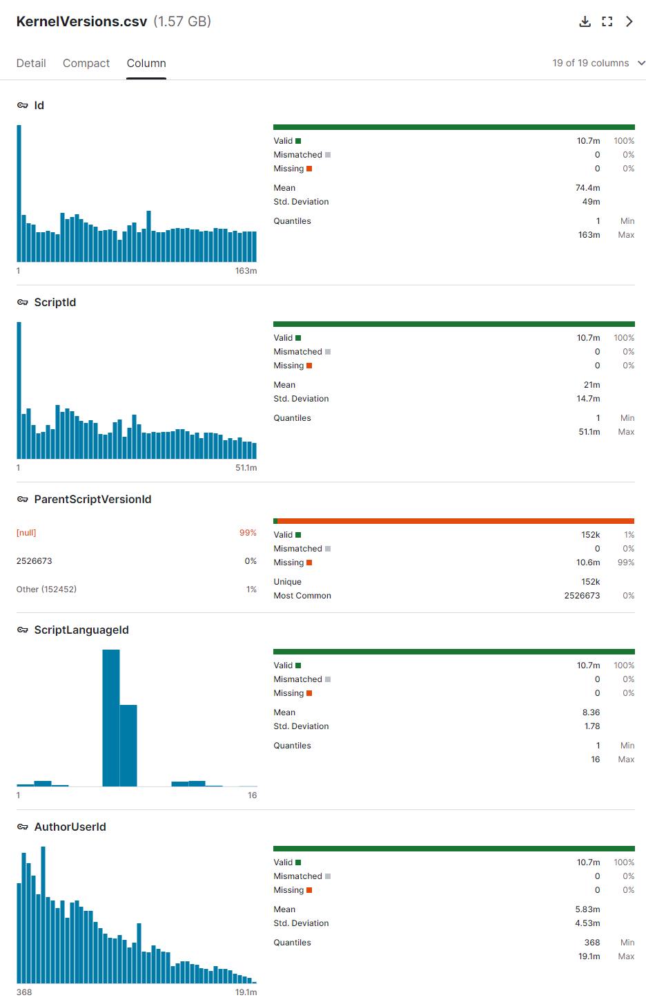 KernelVersions.csv (1.57 GB)
Detail Compact Column 19 of 19 columns
Id
Valid 10.7m 100%
Mismatched 0 0%
Missing 0 0%
Mean 74.4m
Std. Deviation 49m
Quantiles 1 Min
163m Max
1 163m
ScriptId
Valid 10.7m 100%
Mismatched 0 0%
Missing 0 0%
Mean 21m
Std. Deviation 14.7m
Quantiles 1 Min
51.1m Max
1 51.1m
ParentScriptVersionId
[null] 99%
2526673 0%
Other (152452) 1%
Valid 152k 1%
Mismatched 0 0%
Missing 10.6m 99%
Unique 152k
Most Common 2526673 0%
ScriptLanguageId
Valid 10.7m 100%
Mismatched 0 0%
Missing 0 0%
Mean 8.36
Std. Deviation 1.78
Quantiles 1 Min
16 Max
1 16
AuthorUserId
Valid 10.7m 100%
Mismatched 0 0%
Missing 0 0%
Mean 5.83m
Std. Deviation 4.53m
Quantiles 368 Min
19.1m Max
368 19.1m